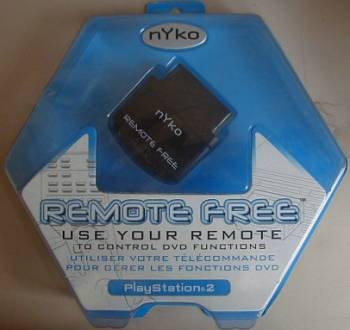 nYko
nYko
REMOTE FREE
REMOTE FREE™
USE YOUR REMOTE
TO CONTROL DVD FUNCTIONS
UTILISER VOTRE TÉLÉCOMMANDE
POUR GÉRER LES FONCTIONS DVD
PlayStation®2